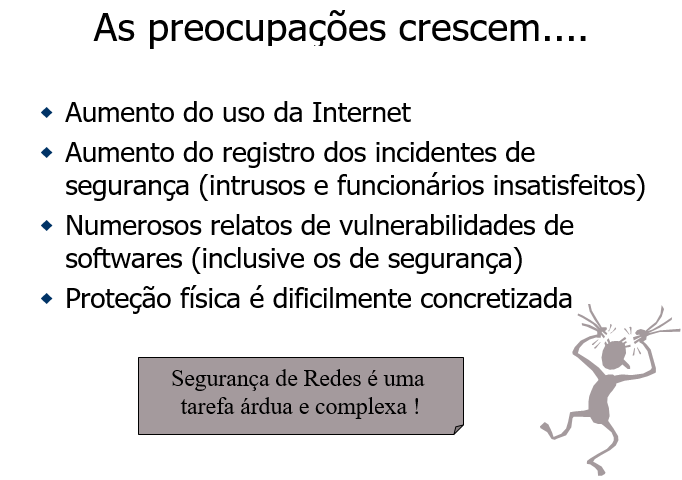 As preocupações crescem....
Aumento do uso da Internet
Aumento do registro dos incidentes de
segurança (intrusos e funcionários insatisfeitos)
Numerosos relatos de vulnerabilidades de
softwares (inclusive os de segurança)
Proteção física é dificilmente concretizada
Segurança de Redes é uma
tarefa árdua e complexa !